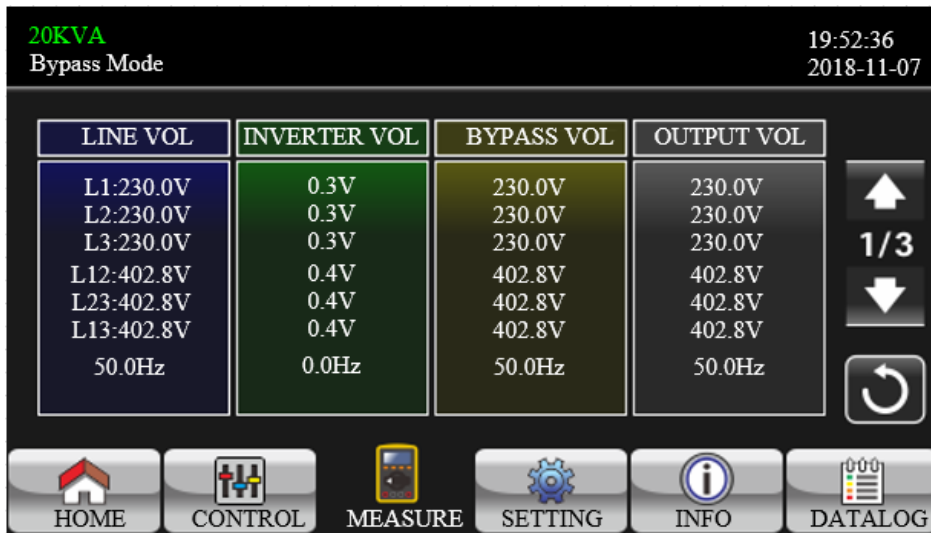 20KVA
Bypass Mode
19:52:36
2018-11-07
LINE VOL INVERTER VOL BYPASS VOL OUTPUT VOL
L1:230.0V 0.3V 230.0V 230.0V
L2:230.0V 0.3V 230.0V 230.0V
L3:230.0V 0.3V 230.0V 230.0V
L12:402.8V 0.4V 402.8V 402.8V
L23:402.8V 0.4V 402.8V 402.8V
L13:402.8V 0.4V 402.8V 402.8V
50.0Hz 0.0Hz 50.0Hz 50.0Hz
1/3
HOME CONTROL MEASURE SETTING INFO DATALOG